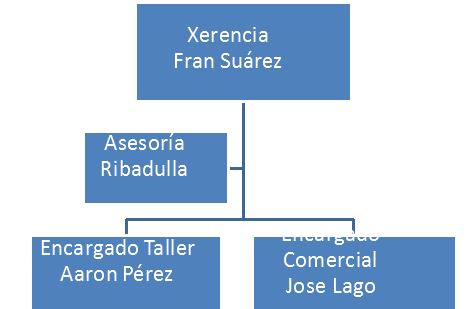 Xerencia
Fran Suárez
Asesoría
Ribadulla
Encargado Taller
Aaron Pérez
Encargado
Comercial
Jose Lago